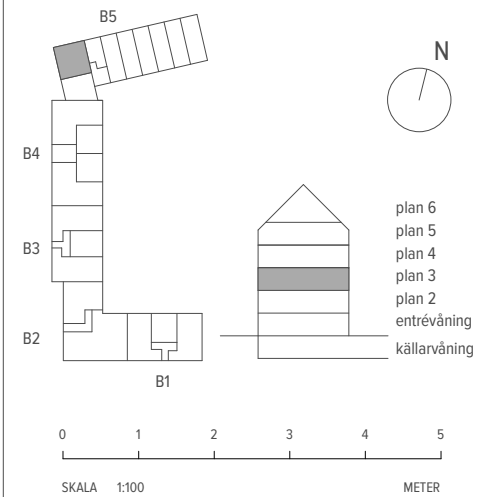 B5
N
B4
B3
B2
B1
plan 6
plan 5
plan 4
plan 3
plan 2
entrévåning
källarvåning
0 1 2 3 4 5
SKALA 1:100 METER